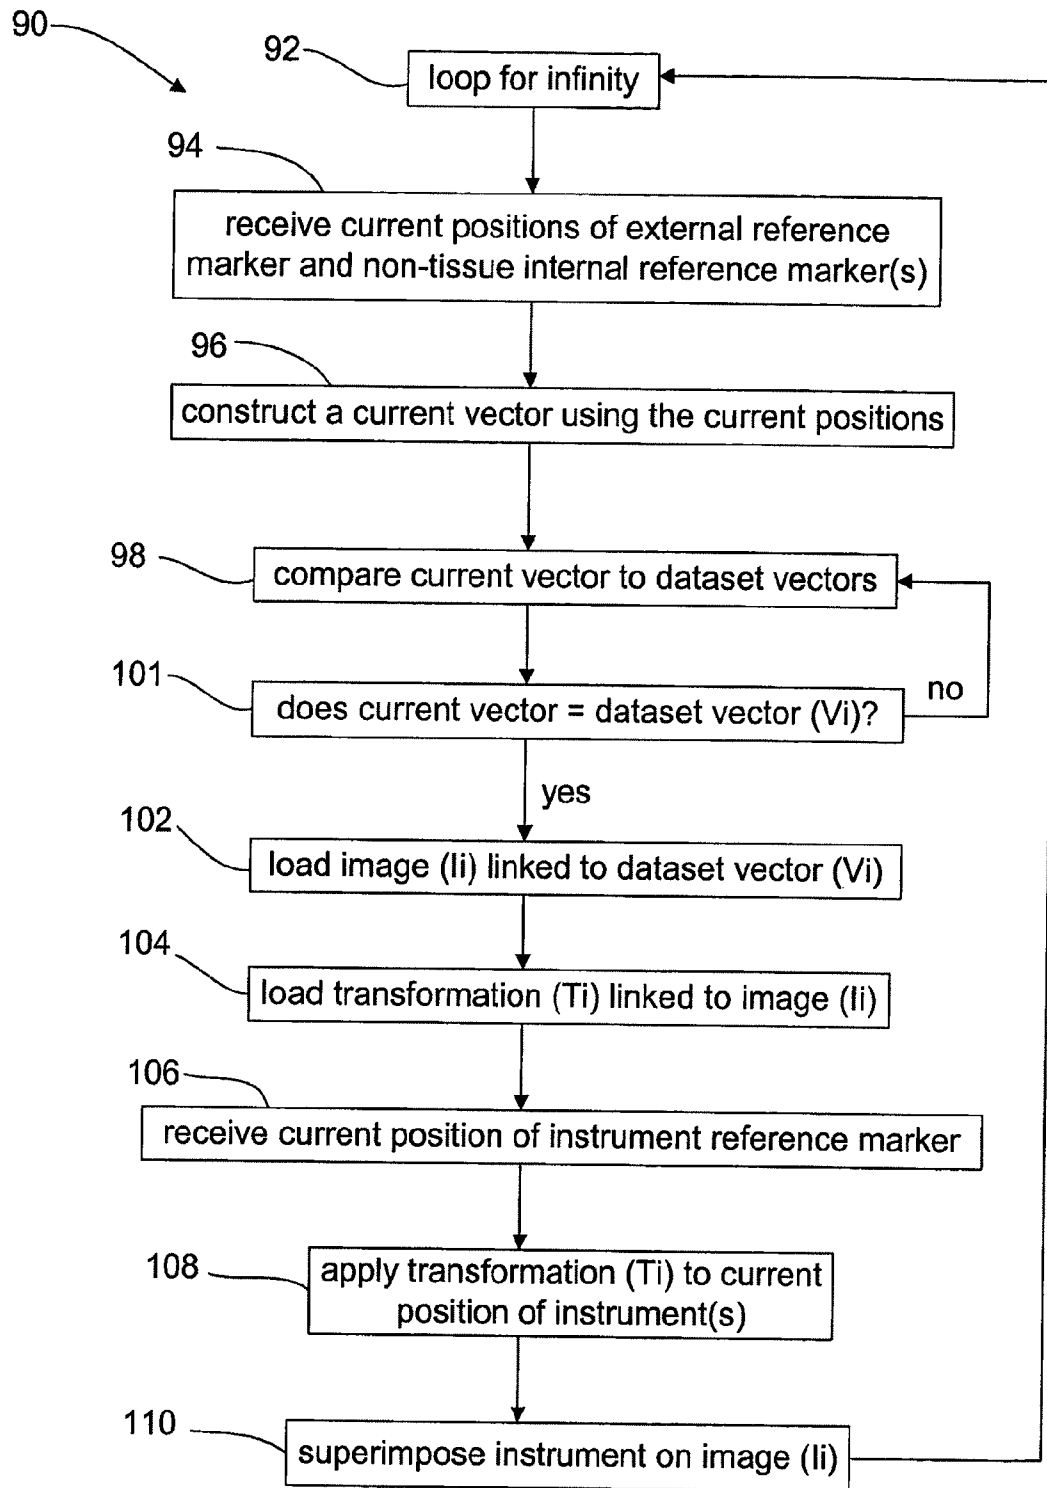 90
92
loop for infinity
94
receive current positions of external reference
marker and non-tissue internal reference marker(s)
96
construct a current vector using the current positions
98
compare current vector to dataset vectors
101
does current vector = dataset vector (Vi)?
no
yes
102
load image (Ii) linked to dataset vector (Vi)
104
load transformation (Ti) linked to image (Ii)
106
receive current position of instrument reference marker
108
apply transformation (Ti) to current
position of instrument(s)
110
superimpose instrument on image (Ii)